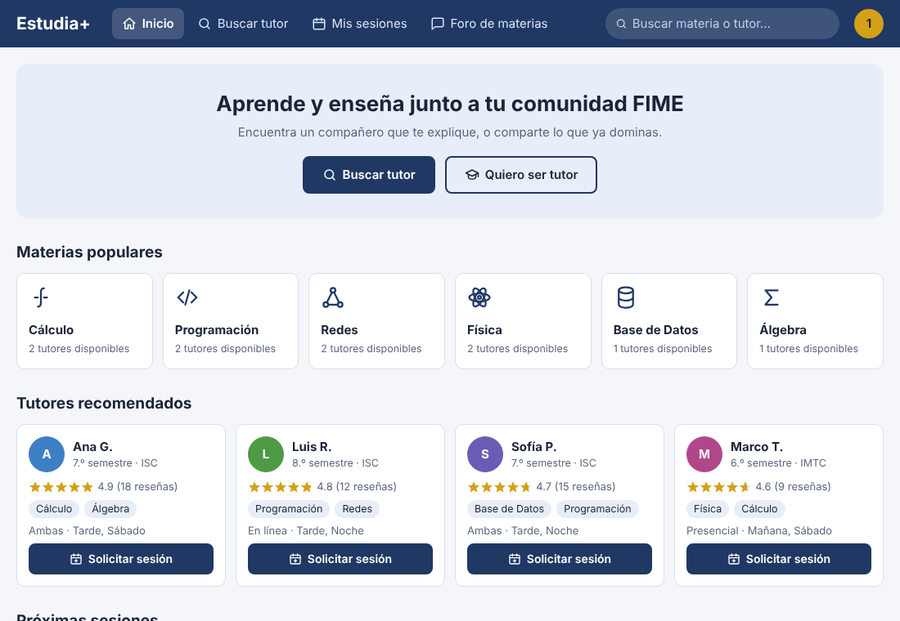 Estudia+
Inicio
Buscar tutor
Mis sesiones
Foro de materias
Buscar materia o tutor...
1
Aprende y enseña junto a tu comunidad FIME
Encuentra un compañero que te explique, o comparte lo que ya dominas.
Buscar tutor
Quiero ser tutor
Materias populares
Cálculo
2 tutores disponibles
Programación
2 tutores disponibles
Redes
2 tutores disponibles
Física
2 tutores disponibles
Base de Datos
1 tutores disponibles
Álgebra
1 tutores disponibles
Tutores recomendados
A
Ana G.
7.º semestre · ISC
4.9 (18 reseñas)
Cálculo
Álgebra
Ambas · Tarde, Sábado
Solicitar sesión
L
Luis R.
8.º semestre · ISC
4.8 (12 reseñas)
Programación
Redes
En línea · Tarde, Noche
Solicitar sesión
S
Sofía P.
7.º semestre · ISC
4.7 (15 reseñas)
Base de Datos
Programación
Ambas · Tarde, Noche
Solicitar sesión
M
Marco T.
6.º semestre · IMTC
4.6 (9 reseñas)
Física
Cálculo
Presencial · Mañana, Sábado
Solicitar sesión
Próximas sesiones